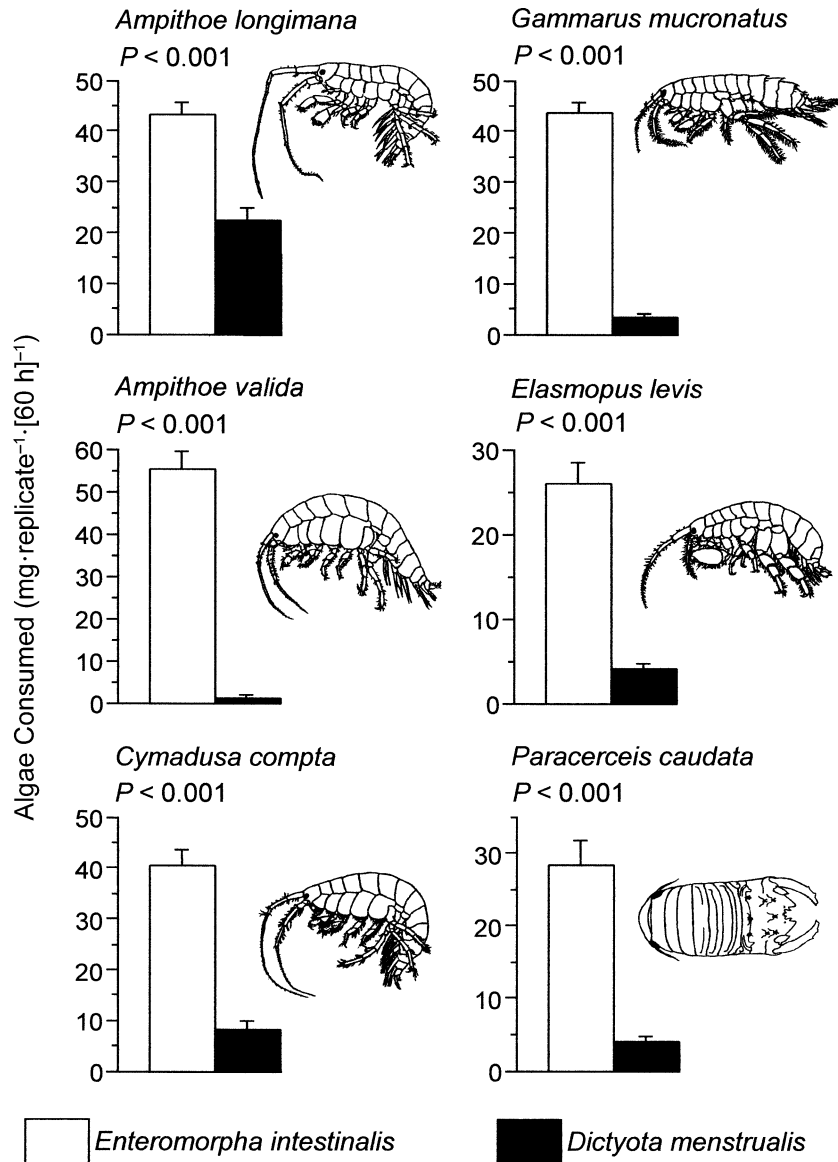 Ampithoe longimana
P < 0.001
50
40
30
20
10
0
Gammarus mucronatus
P < 0.001
50
40
30
20
10
0
Algae Consumed (mg·replicate⁻¹·[60 h]⁻¹)
Ampithoe valida
P < 0.001
60
50
40
30
20
10
0
Elasmopus levis
P < 0.001
30
20
10
0
Cymadusa compta
P < 0.001
50
40
30
20
10
0
Paracerceis caudata
P < 0.001
30
20
10
0
Enteromorpha intestinalis
Dictyota menstrualis